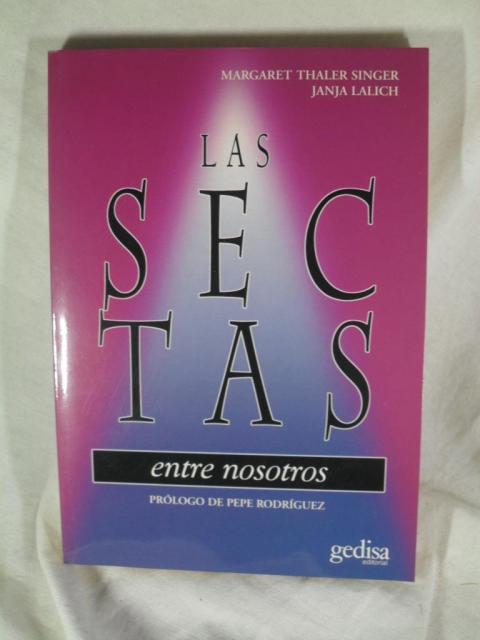 MARGARET THALER SINGER
JANJA LALICH
LAS
SEC
TAS
entre nosotros
PRÓLOGO DE PEPE RODRÍGUEZ
gedisa
editorial